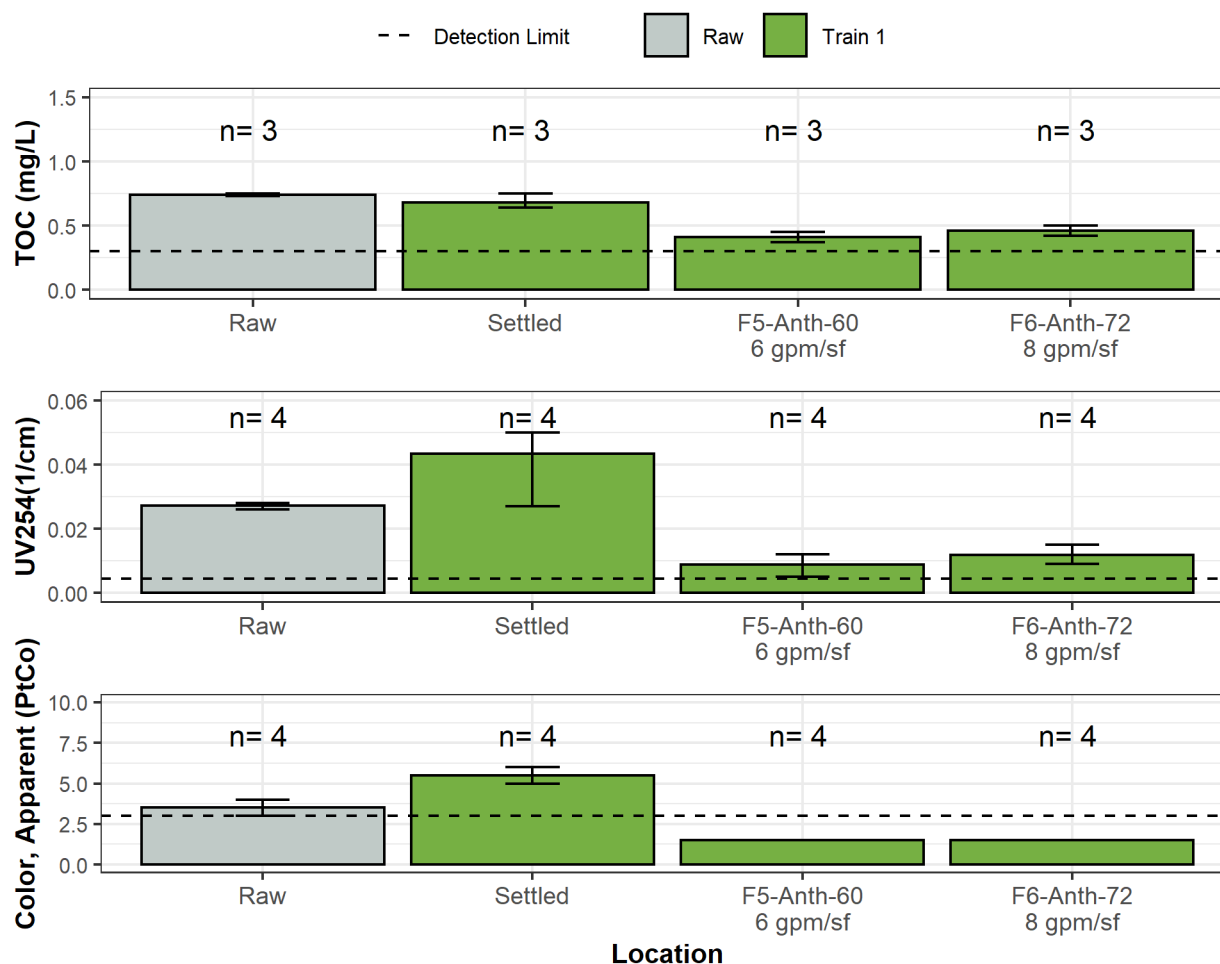 Detection Limit Raw Train 1
TOC (mg/L)
1.5
1.0
0.5
0.0
n= 3 n= 3 n= 3 n= 3
Raw Settled F5-Anth-60 F6-Anth-72
6 gpm/sf 8 gpm/sf
UV254(1/cm)
0.06
0.04
0.02
0.00
n= 4 n= 4 n= 4 n= 4
Raw Settled F5-Anth-60 F6-Anth-72
6 gpm/sf 8 gpm/sf
Color, Apparent (PtCo)
10.0
7.5
5.0
2.5
0.0
n= 4 n= 4 n= 4 n= 4
Raw Settled F5-Anth-60 F6-Anth-72
6 gpm/sf 8 gpm/sf
Location